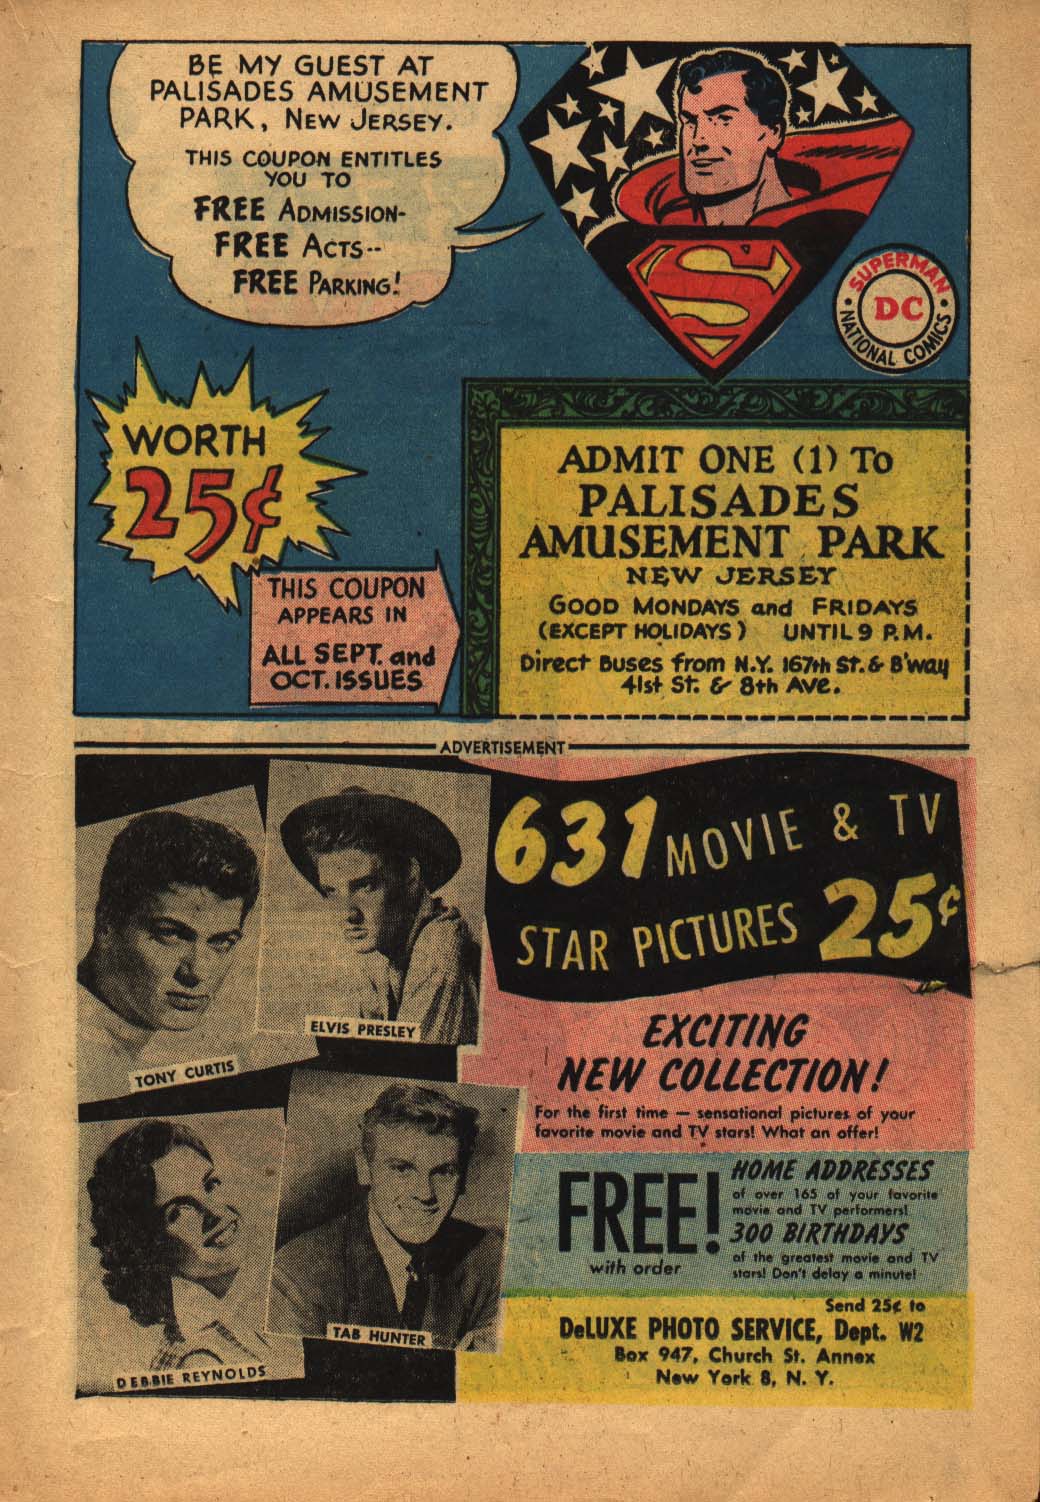 BE MY GUEST AT
PALISADES AMUSEMENT
PARK, NEW JERSEY.
THIS COUPON ENTITLES
YOU TO
FREE ADMISSION-
FREE ACTS--
FREE PARKING!
S
SUPERMAN
DC
NATIONAL COMICS
WORTH
25¢
THIS COUPON
APPEARS IN
ALL SEPT. and
OCT. ISSUES
ADMIT ONE (1) TO
PALISADES
AMUSEMENT PARK
NEW JERSEY
GOOD MONDAYS and FRIDAYS
(EXCEPT HOLIDAYS) UNTIL 9 P.M.
Direct Buses from N.Y. 167th St. & B'way
41st St. & 8th Ave.
ADVERTISEMENT
631 MOVIE & TV
STAR PICTURES 25¢
ELVIS PRESLEY
TONY CURTIS
TAB HUNTER
DEBBIE REYNOLDS
EXCITING
NEW COLLECTION!
For the first time — sensational pictures of your
favorite movie and TV stars! What an offer!
FREE!
with order
HOME ADDRESSES
of over 165 of your favorite
movie and TV performers!
300 BIRTHDAYS
of the greatest movie and TV
stars! Don't delay a minute!
Send 25¢ to
DeLUXE PHOTO SERVICE, Dept. W2
Box 947, Church St. Annex
New York 8, N. Y.